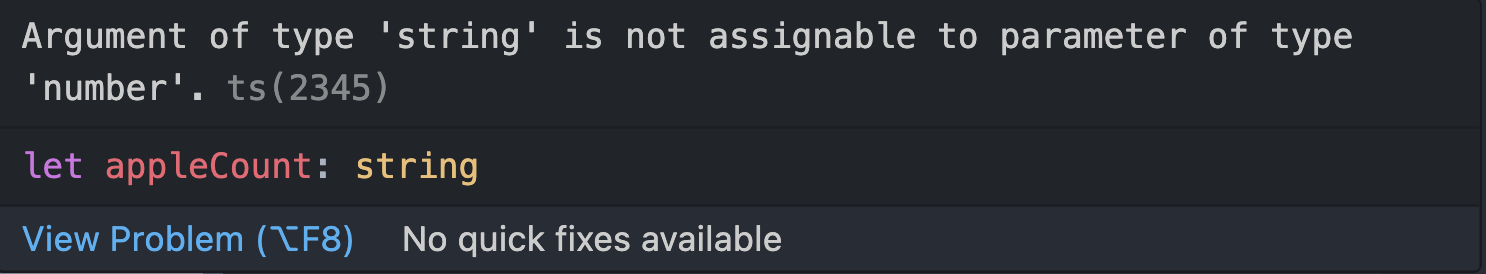 Argument of type 'string' is not assignable to parameter of type
'number'. ts(2345)
let appleCount: string
View Problem (⌥F8) No quick fixes available